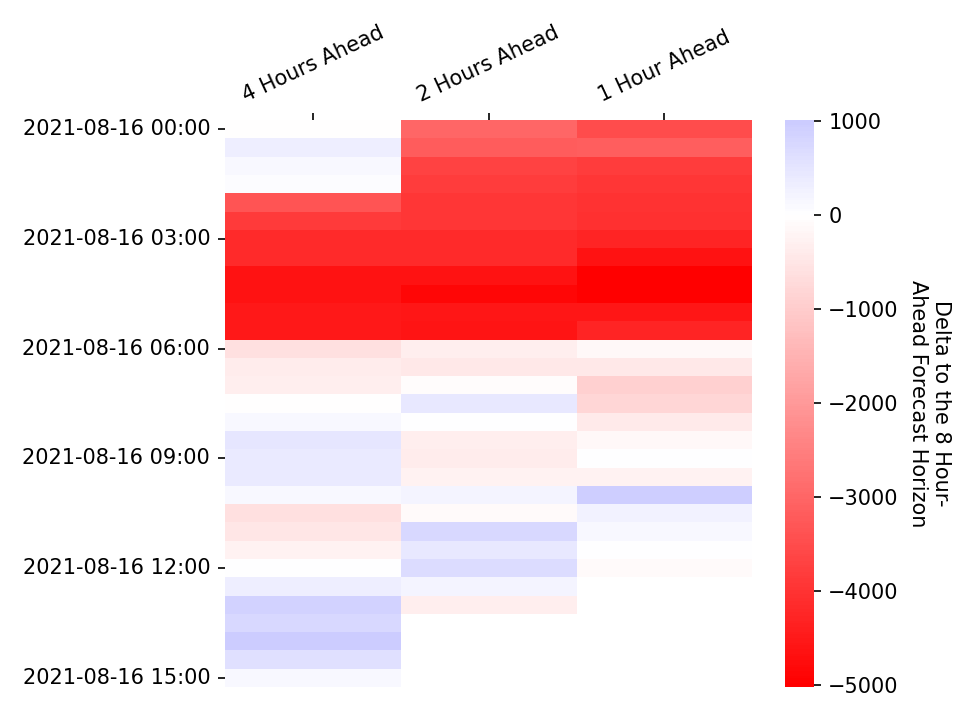 4 Hours Ahead
2 Hours Ahead
1 Hour Ahead
2021-08-16 00:00
2021-08-16 03:00
2021-08-16 06:00
2021-08-16 09:00
2021-08-16 12:00
2021-08-16 15:00
1000
0
−1000
−2000
−3000
−4000
−5000
Delta to the 8 Hour-
Ahead Forecast Horizon